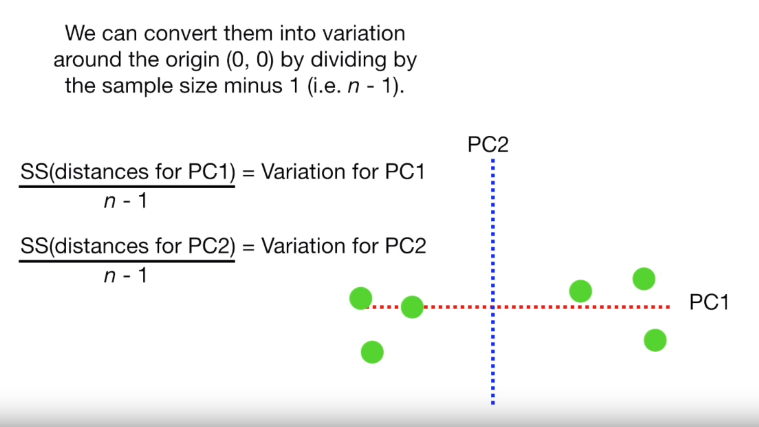 We can convert them into variation
around the origin (0, 0) by dividing by
the sample size minus 1 (i.e. n - 1).
PC2
SS(distances for PC1) = Variation for PC1
n - 1
SS(distances for PC2) = Variation for PC2
n - 1
PC1